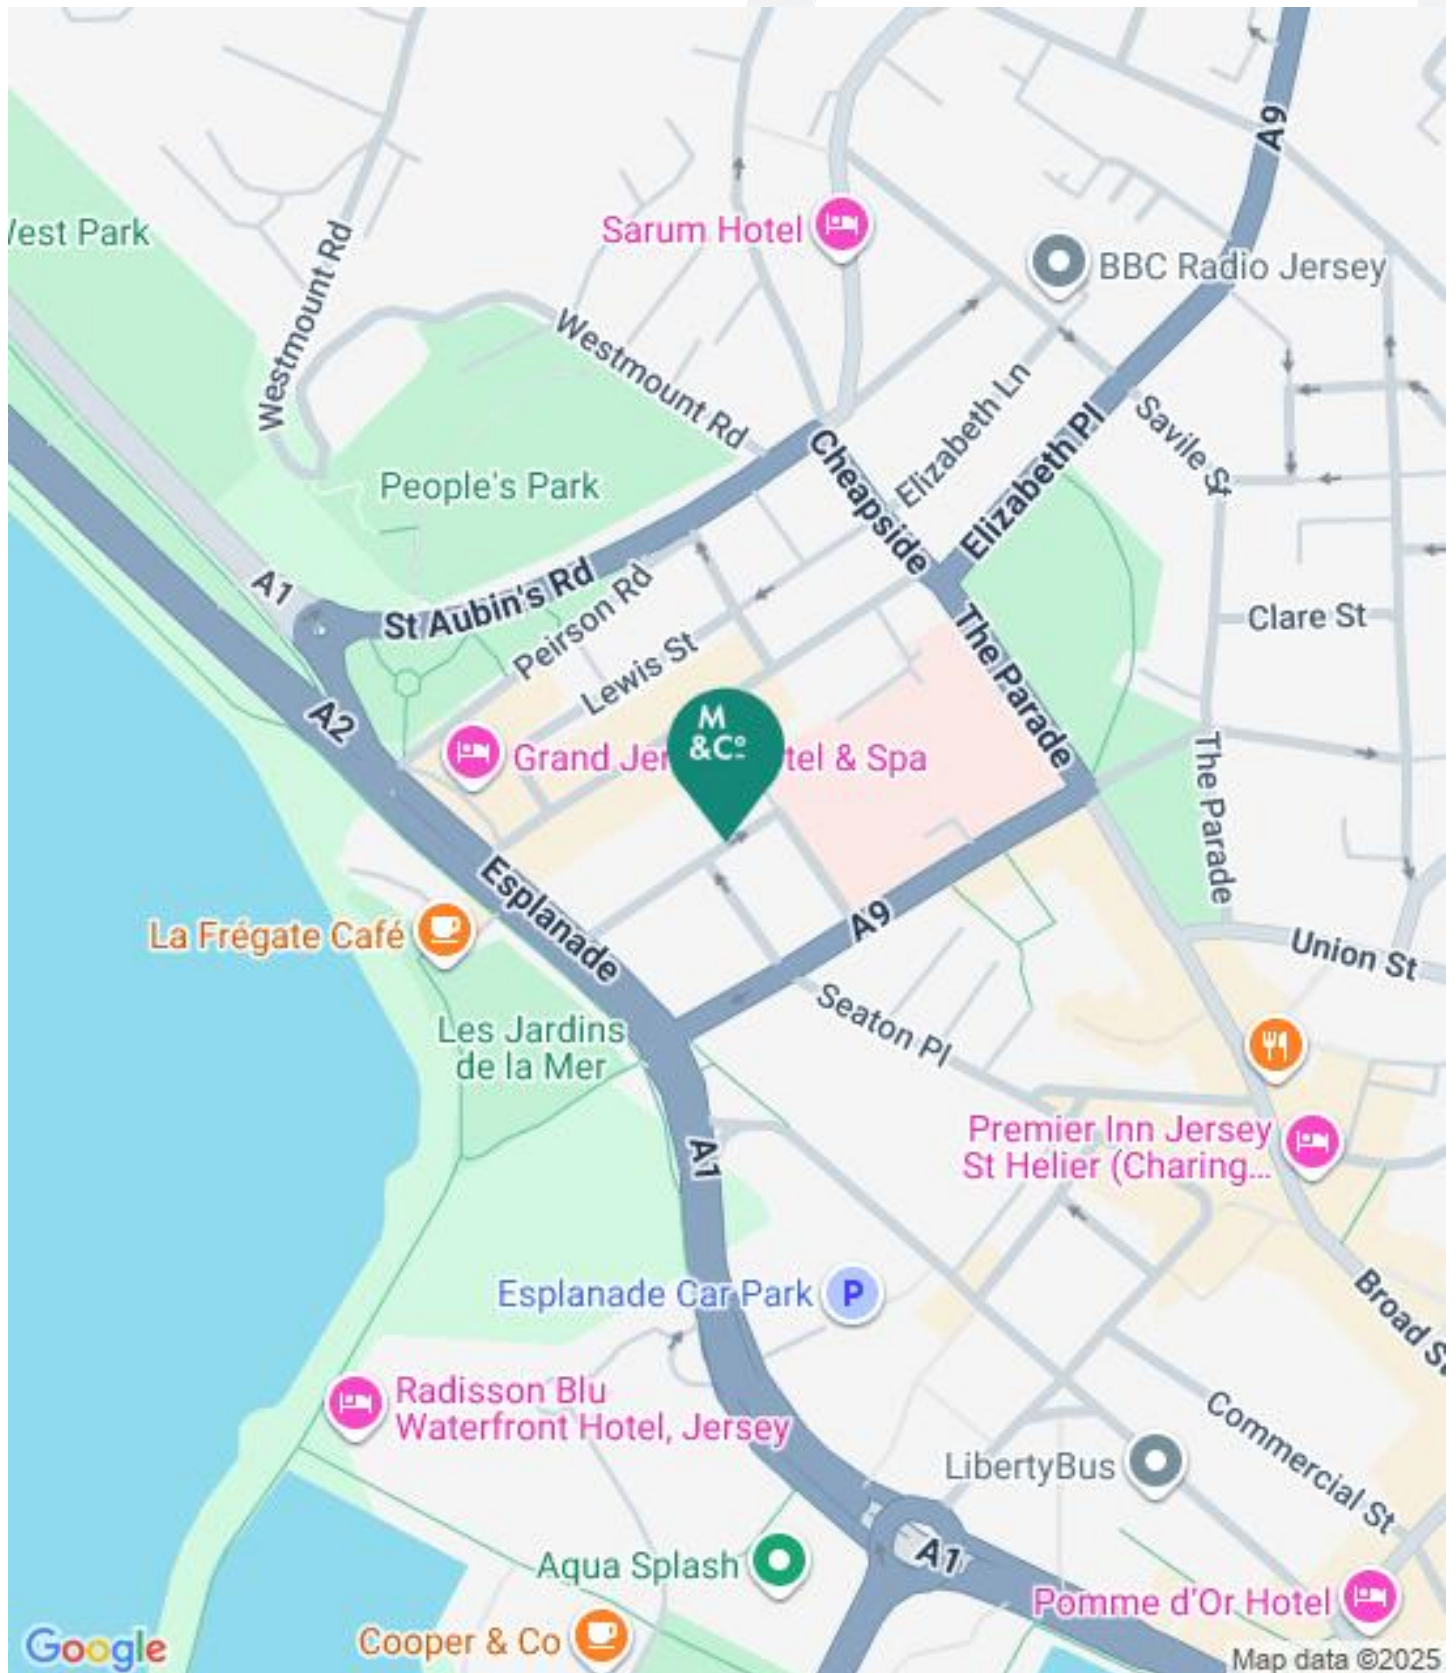 A9
Sarum Hotel
BBC Radio Jersey
West Park
Westmount Rd
Westmount Rd
Elizabeth Ln
Elizabeth Pl
Savile St
Cheapside
People's Park
A1
St Aubin's Rd
Peirson Rd
Lewis St
The Parade
Clare St
A2
M
&Cº
Grand Jer tel & Spa
The Parade
Esplanade
La Frégate Café
A9
Union St
Seaton Pl
Les Jardins
de la Mer
A1
Premier Inn Jersey
St Helier (Charing...
Esplanade Car Park
P
Broad St
Radisson Blu
Waterfront Hotel, Jersey
Commercial St
LibertyBus
A1
Aqua Splash
Pomme d'Or Hotel
Cooper & Co
Google
Map data ©2025